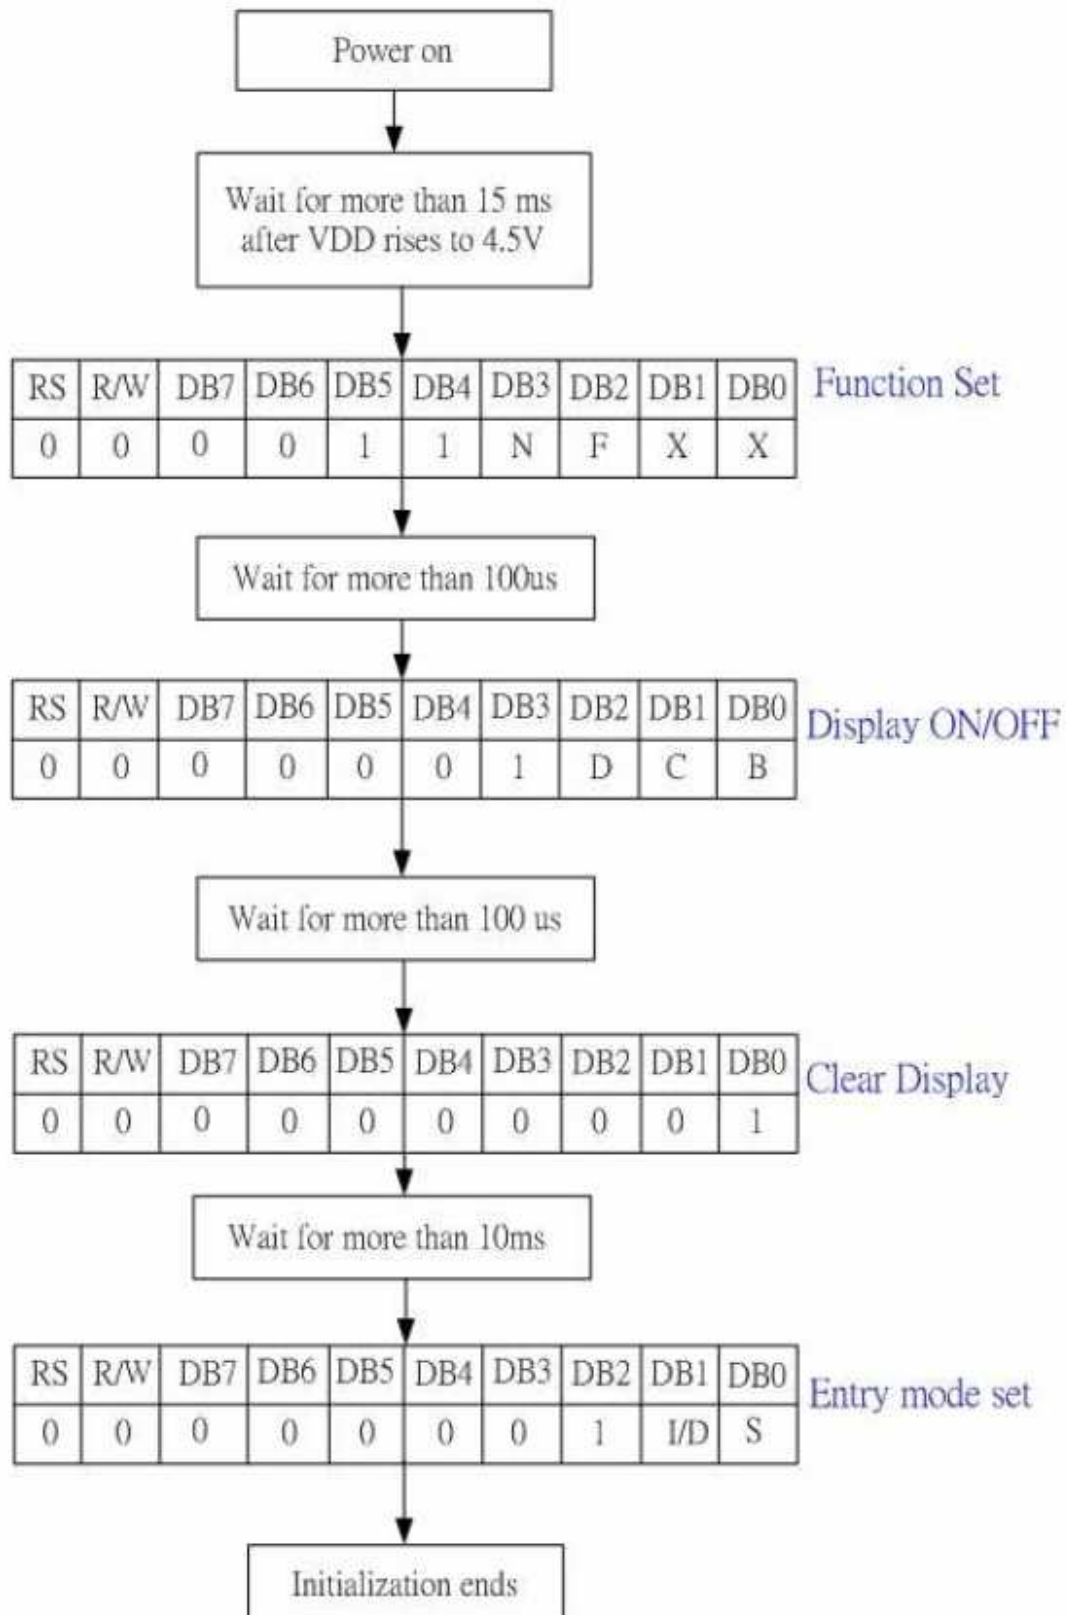 Power on
Wait for more than 15 ms
after VDD rises to 4.5V
RS R/W DB7 DB6 DB5 DB4 DB3 DB2 DB1 DB0 Function Set
0 0 0 0 1 1 N F X X
Wait for more than 100us
RS R/W DB7 DB6 DB5 DB4 DB3 DB2 DB1 DB0 Display ON/OFF
0 0 0 0 0 0 1 D C B
Wait for more than 100 us
RS R/W DB7 DB6 DB5 DB4 DB3 DB2 DB1 DB0 Clear Display
0 0 0 0 0 0 0 0 0 1
Wait for more than 10ms
RS R/W DB7 DB6 DB5 DB4 DB3 DB2 DB1 DB0 Entry mode set
0 0 0 0 0 0 0 1 I/D S
Initialization ends